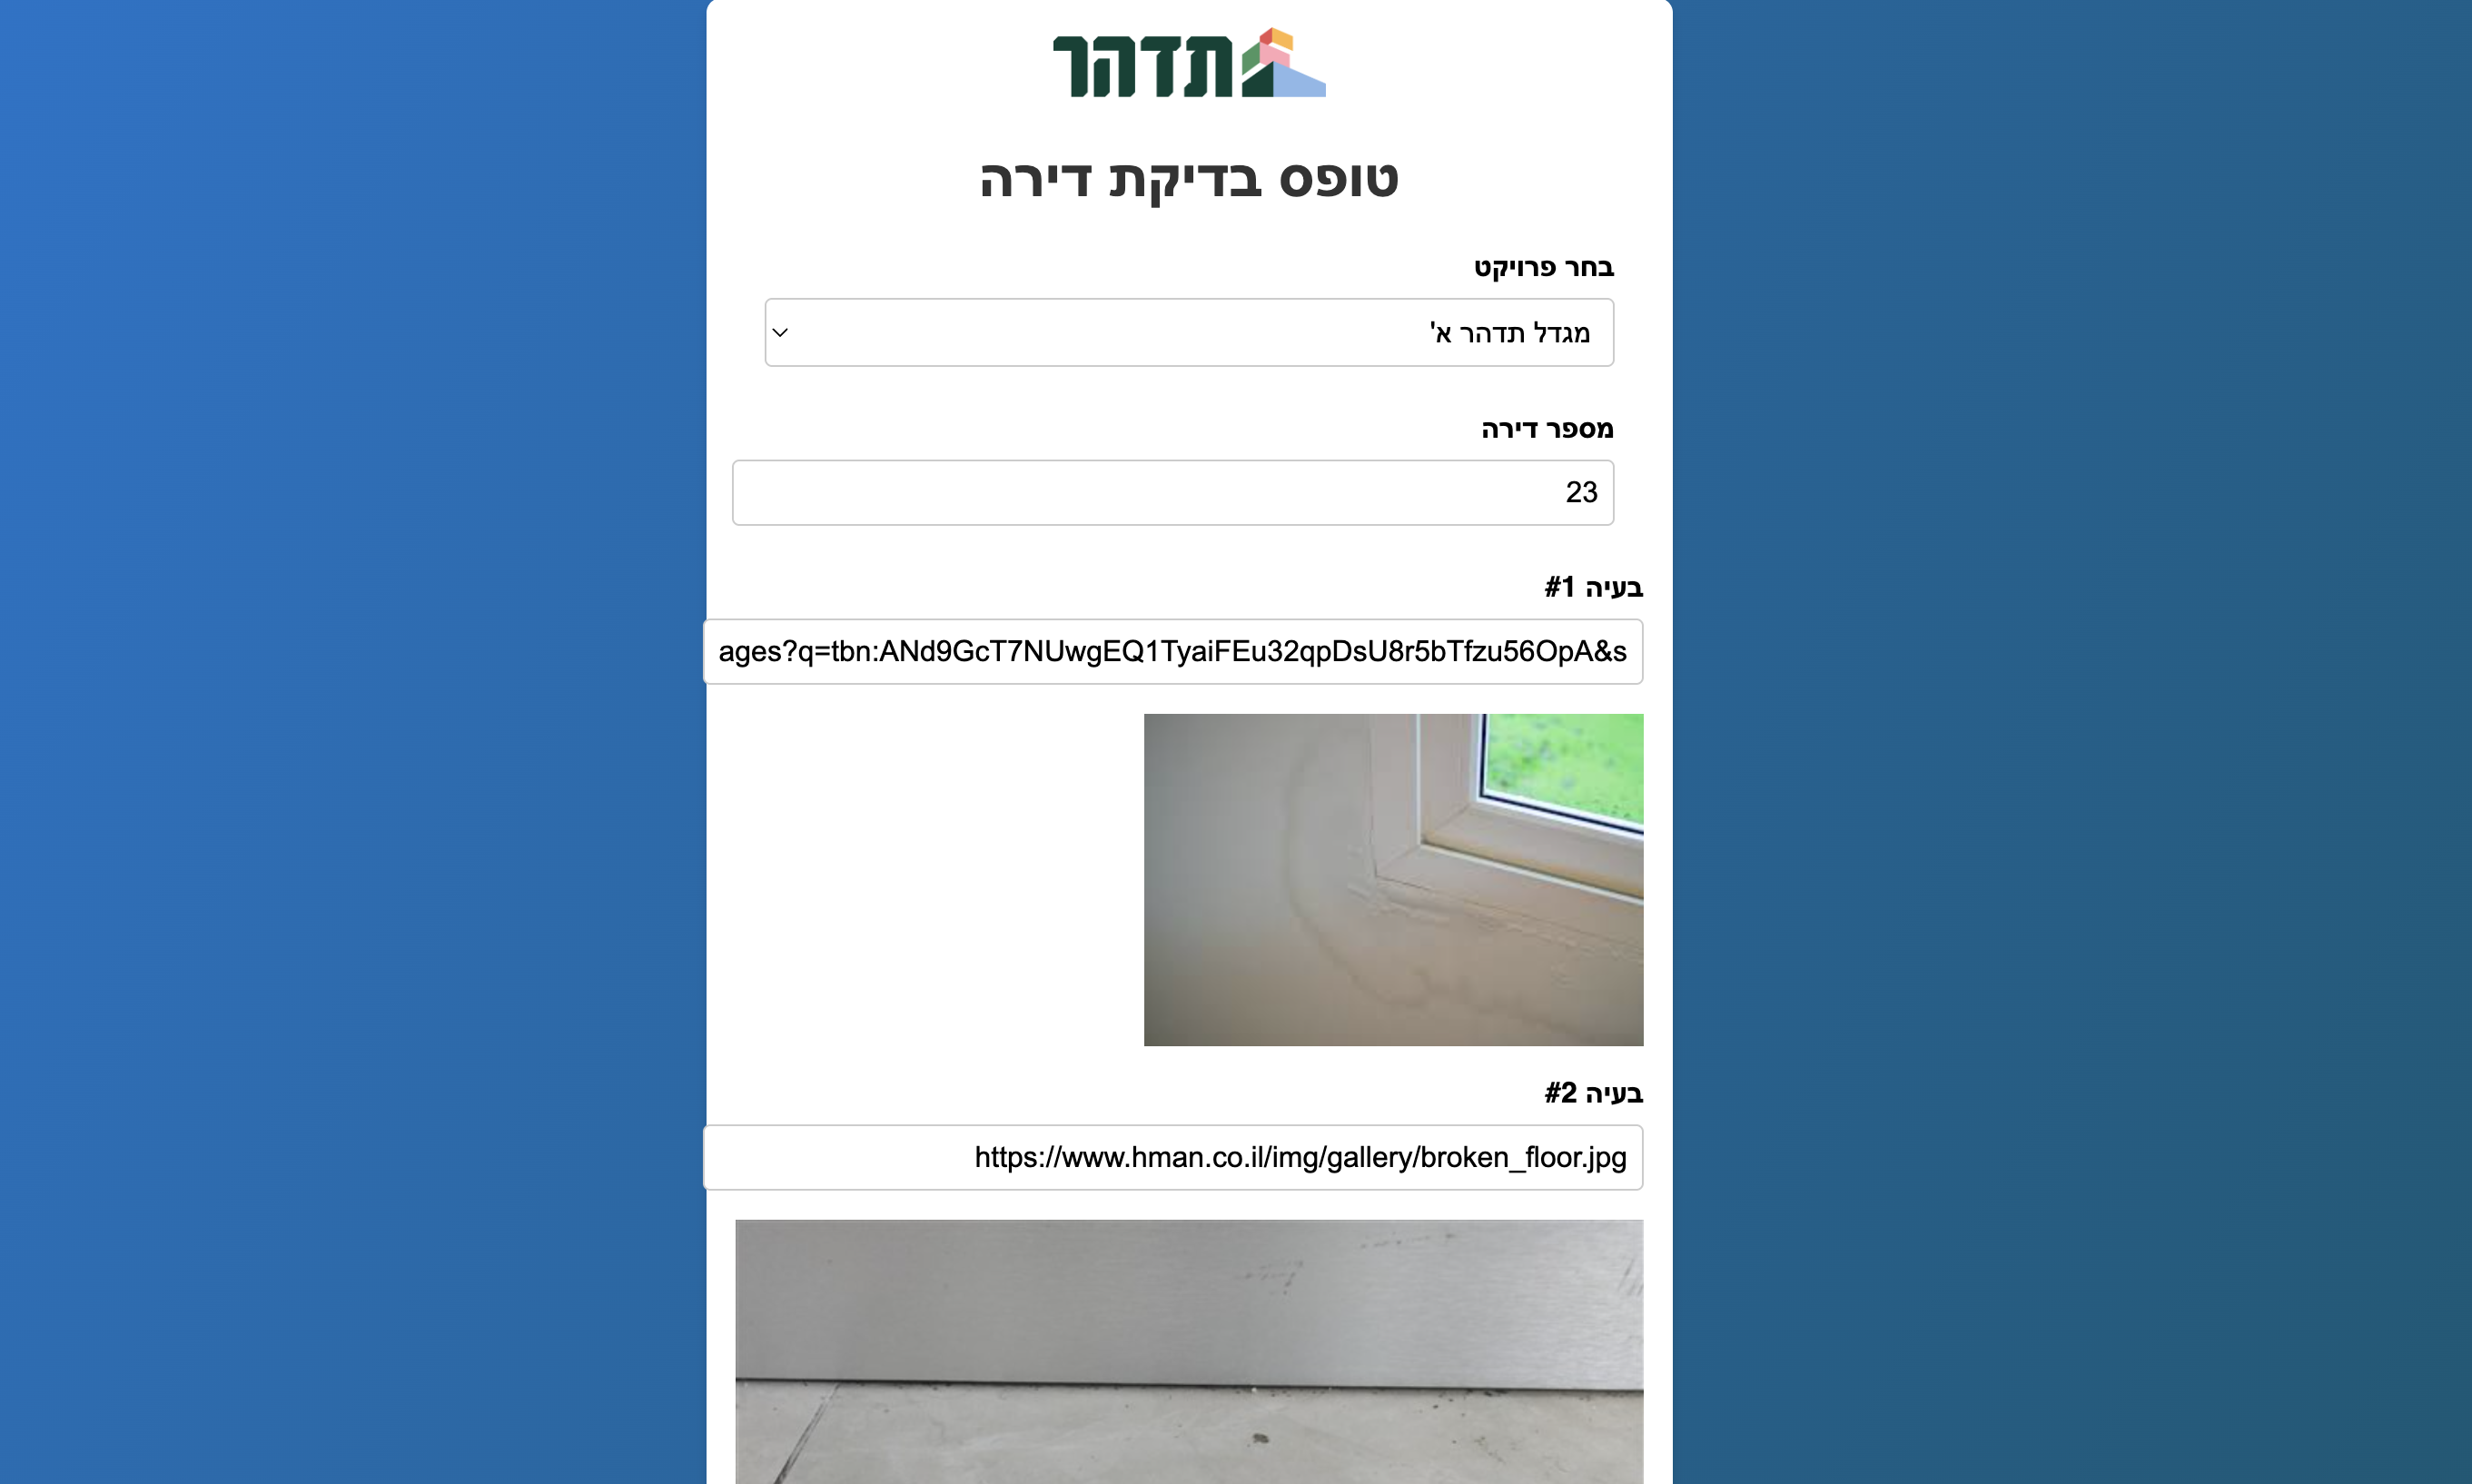 תדהר
טופס בדיקת דירה
בחר פרויקט
מגדל תדהר א'
מספר דירה
23
בעיה #1
ages?q=tbn:ANd9GcT7NUwgEQ1TyaiFEu32qpDsU8r5bTfzu56OpA&s
בעיה #2
https://www.hman.co.il/img/gallery/broken_floor.jpg